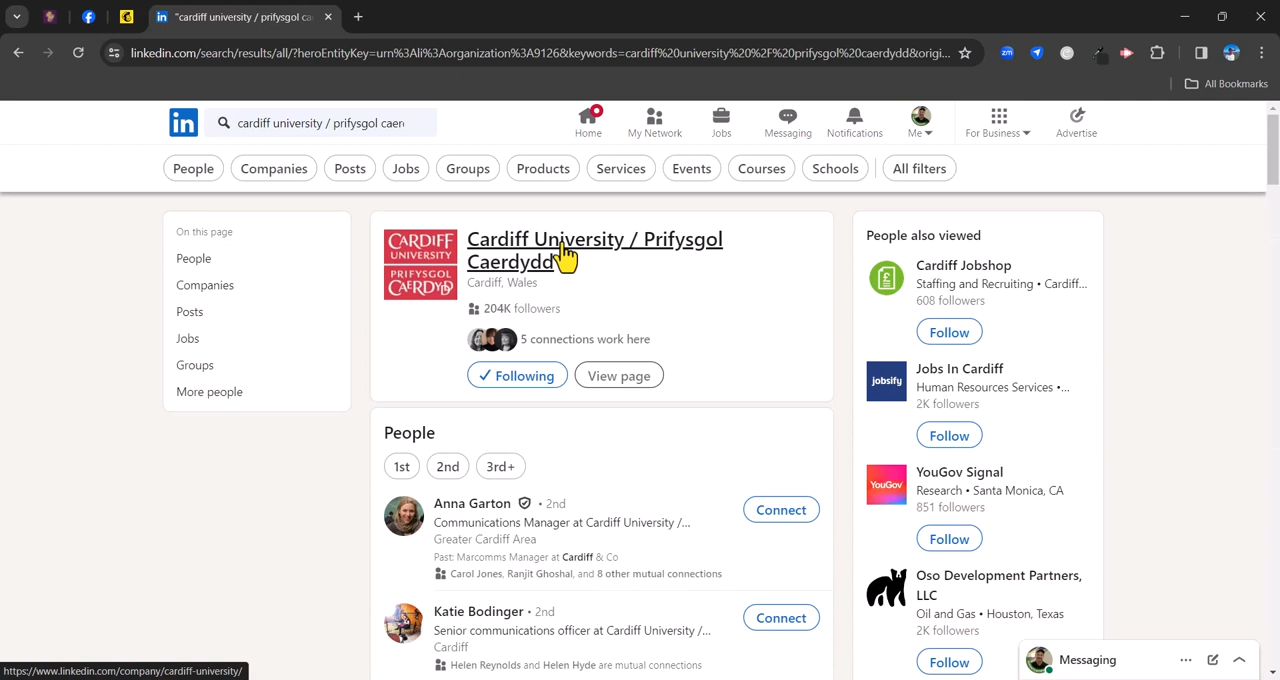 "cardiff university / prifysgol ca
linkedin.com/search/results/all/?heroEntityKey=urn%3Ali%3Aorganization%3A9126&keywords=cardiff%20university%20%2F%20prifysgol%20caerdydd&origi...
zm
All Bookmarks
in
cardiff university / prifysgol caer
Home
My Network
Jobs
Messaging
Notifications
Me
For Business
Advertise
People
Companies
Posts
Jobs
Groups
Products
Services
Events
Courses
Schools
All filters
On this page
People
Companies
Posts
Jobs
Groups
More people
CARDIFF
UNIVERSITY
PRIFYSGOL
CAERDYDD
Cardiff University / Prifysgol
Caerdydd
Cardiff, Wales
204K followers
5 connections work here
Following
View page
People
1st
2nd
3rd+
Anna Garton • 2nd
Communications Manager at Cardiff University /...
Greater Cardiff Area
Past: Marcomms Manager at Cardiff & Co
Carol Jones, Ranjit Ghoshal, and 8 other mutual connections
Connect
Katie Bodinger • 2nd
Senior communications officer at Cardiff University /...
Cardiff
Helen Reynolds and Helen Hyde are mutual connections
Connect
People also viewed
Cardiff Jobshop
Staffing and Recruiting • Cardiff...
608 followers
Follow
jobsify
Jobs In Cardiff
Human Resources Services •...
2K followers
Follow
YouGov
YouGov Signal
Research • Santa Monica, CA
851 followers
Follow
Oso Development Partners,
LLC
Oil and Gas • Houston, Texas
2K followers
Follow
Messaging
https://www.linkedin.com/company/cardiff-university/